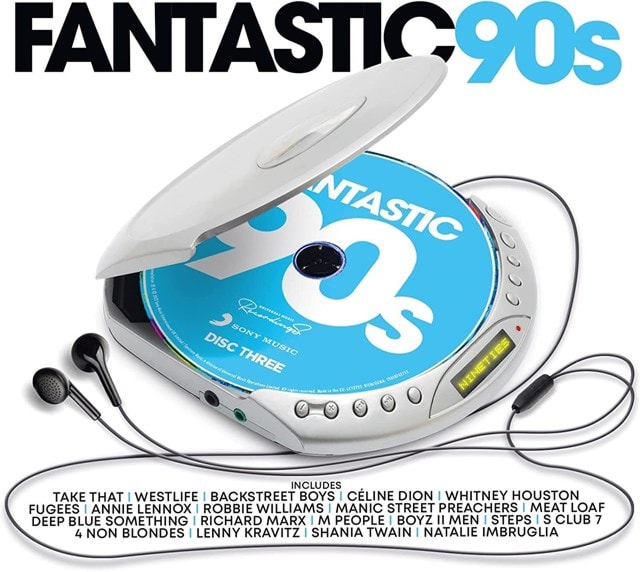 FANTASTIC90s
FANTASTIC
90s
Recordings
SONY MUSIC
DISC THREE
NINETIES
INCLUDES
TAKE THAT | WESTLIFE | BACKSTREET BOYS | CÉLINE DION | WHITNEY HOUSTON
FUGEES | ANNIE LENNOX | ROBBIE WILLIAMS | MANIC STREET PREACHERS | MEAT LOAF
DEEP BLUE SOMETHING | RICHARD MARX | M PEOPLE | BOYZ II MEN | STEPS | S CLUB 7
4 NON BLONDES | LENNY KRAVITZ | SHANIA TWAIN | NATALIE IMBRUGLIA